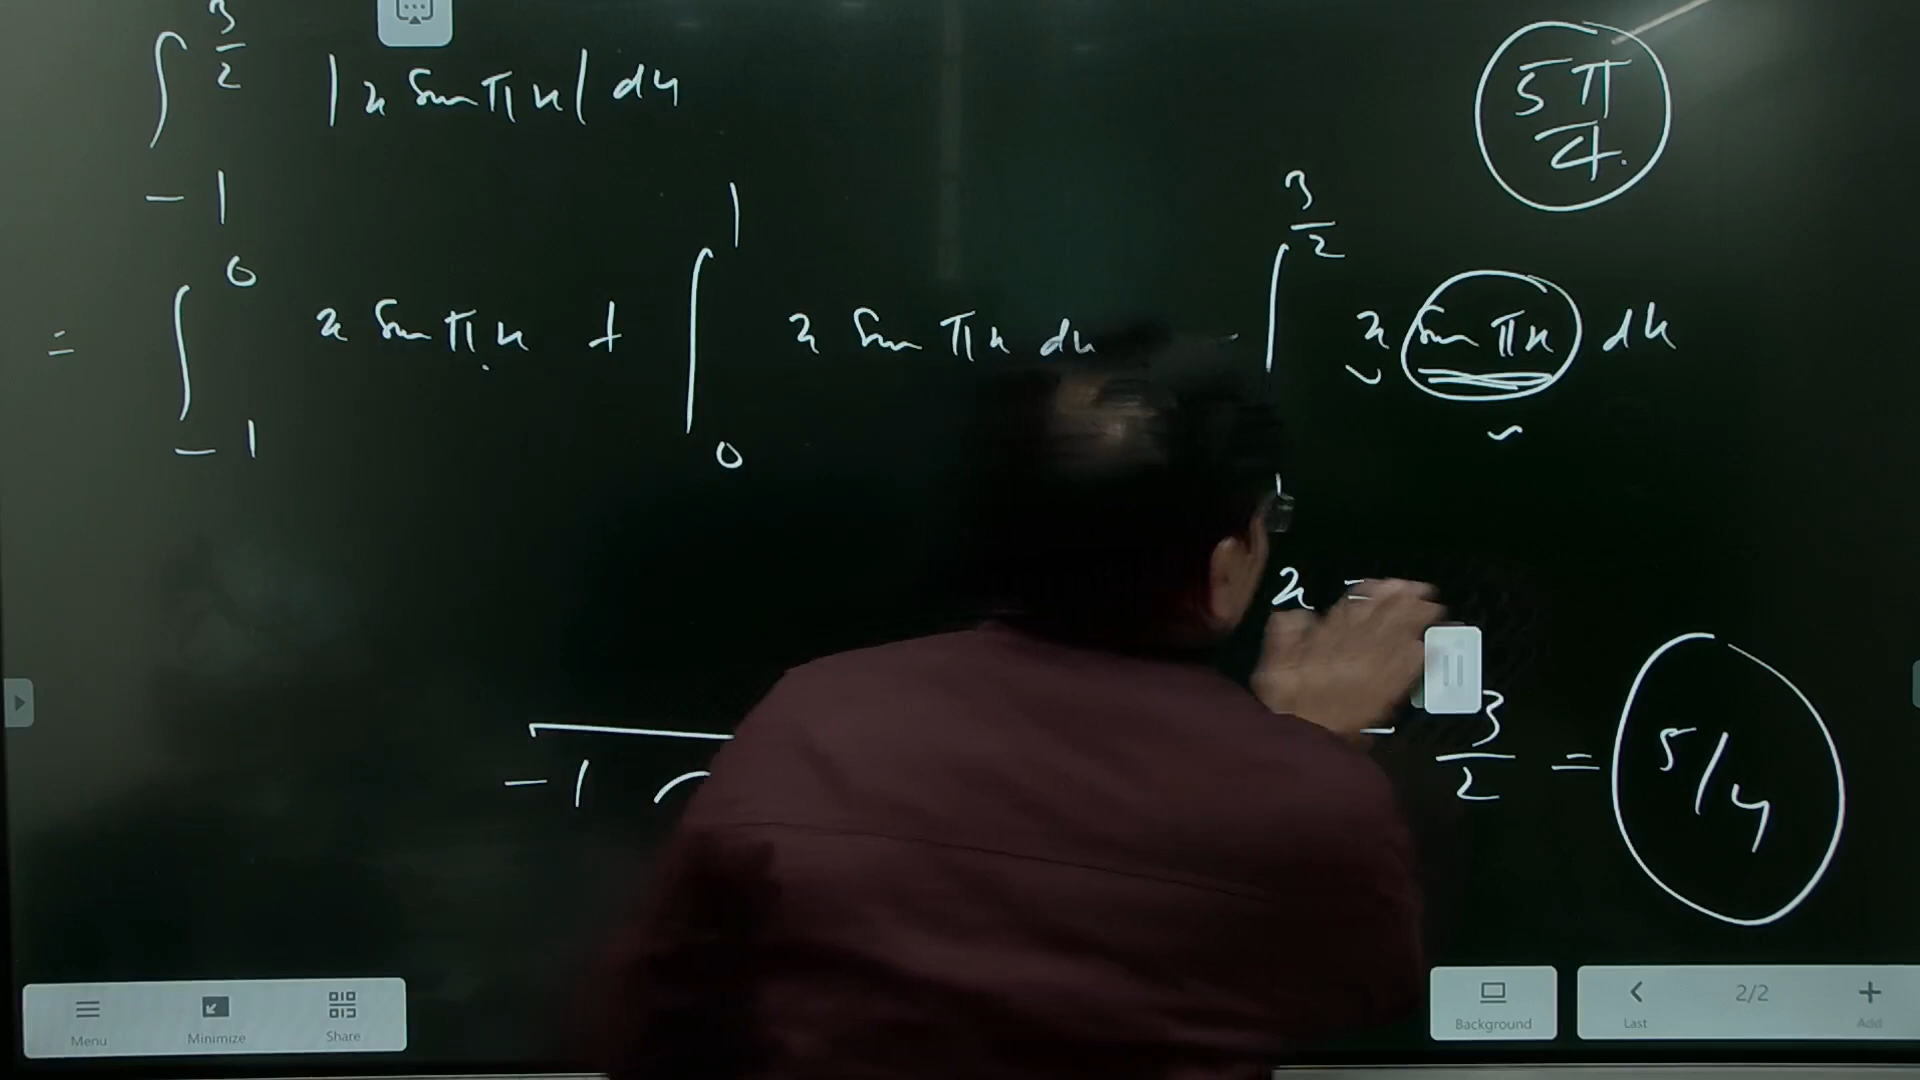 ∫_{-1}^{3/2} |x sin πx| dx
5π/4
= ∫_{-1}^{0} x sin πx + ∫_{0}^{1} x sin πx dx - ∫_{1}^{3/2} x sin πx dx
x =
3/2 = 5/4
-1
Menu Minimize Share Background Last 2/2 Add